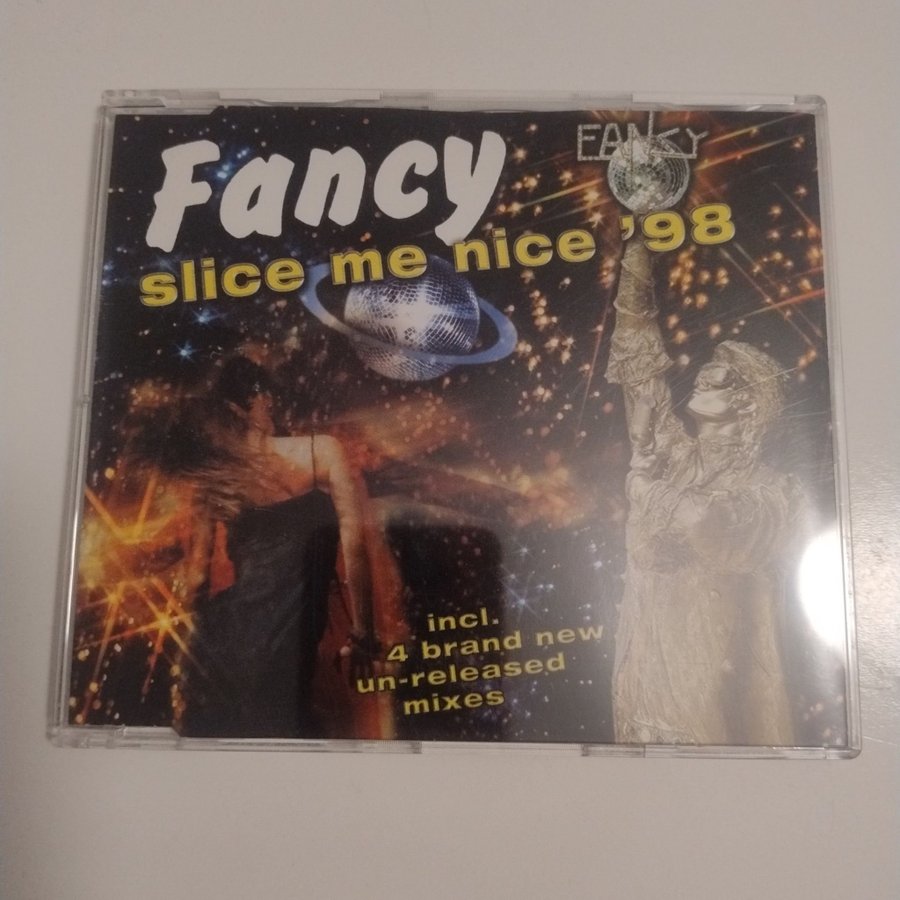 Fancy
FANCY
slice me nice '98
incl.
4 brand new
un-released
mixes